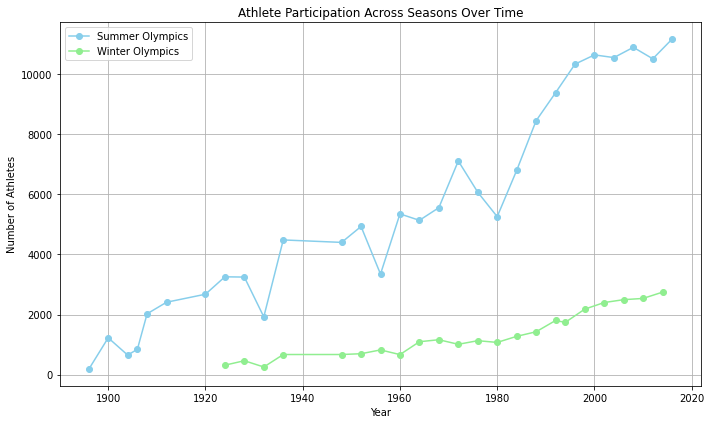 Athlete Participation Across Seasons Over Time
Summer Olympics
Winter Olympics
10000
8000
6000
4000
2000
0
Number of Athletes
1900 1920 1940 1960 1980 2000 2020
Year